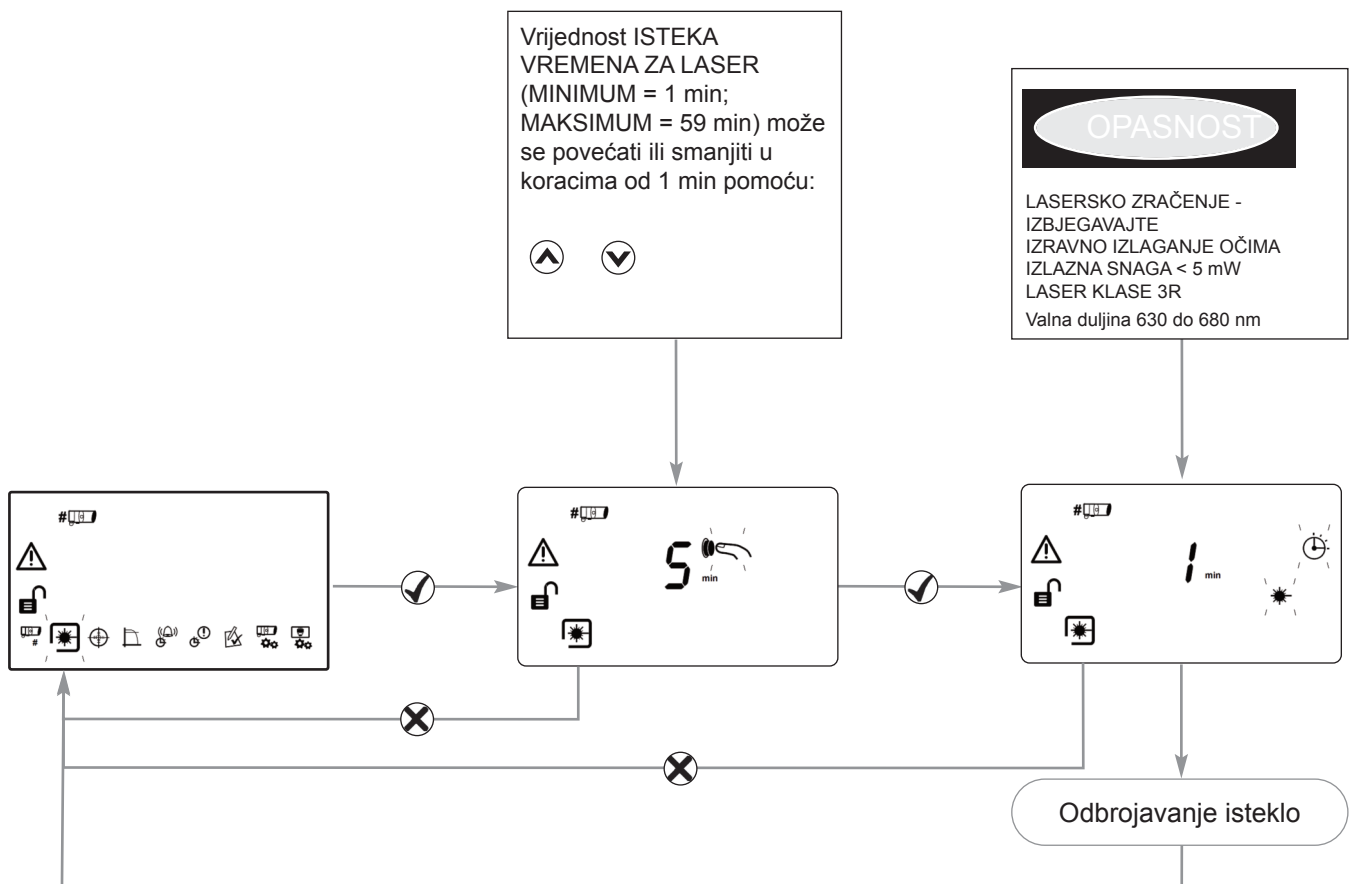 Vrijednost ISTEKA
VREMENA ZA LASER
(MINIMUM = 1 min;
MAKSIMUM = 59 min) može
se povećati ili smanjiti u
koracima od 1 min pomoću:
OPASNOST
LASERSKO ZRAČENJE -
IZBJEGAVAJTE
IZRAVNO IZLAGANJE OČIMA
IZLAZNA SNAGA < 5 mW
LASER KLASE 3R
Valna duljina 630 do 680 nm
#
#
#
5 min
#
1 min
Odbrojavanje isteklo